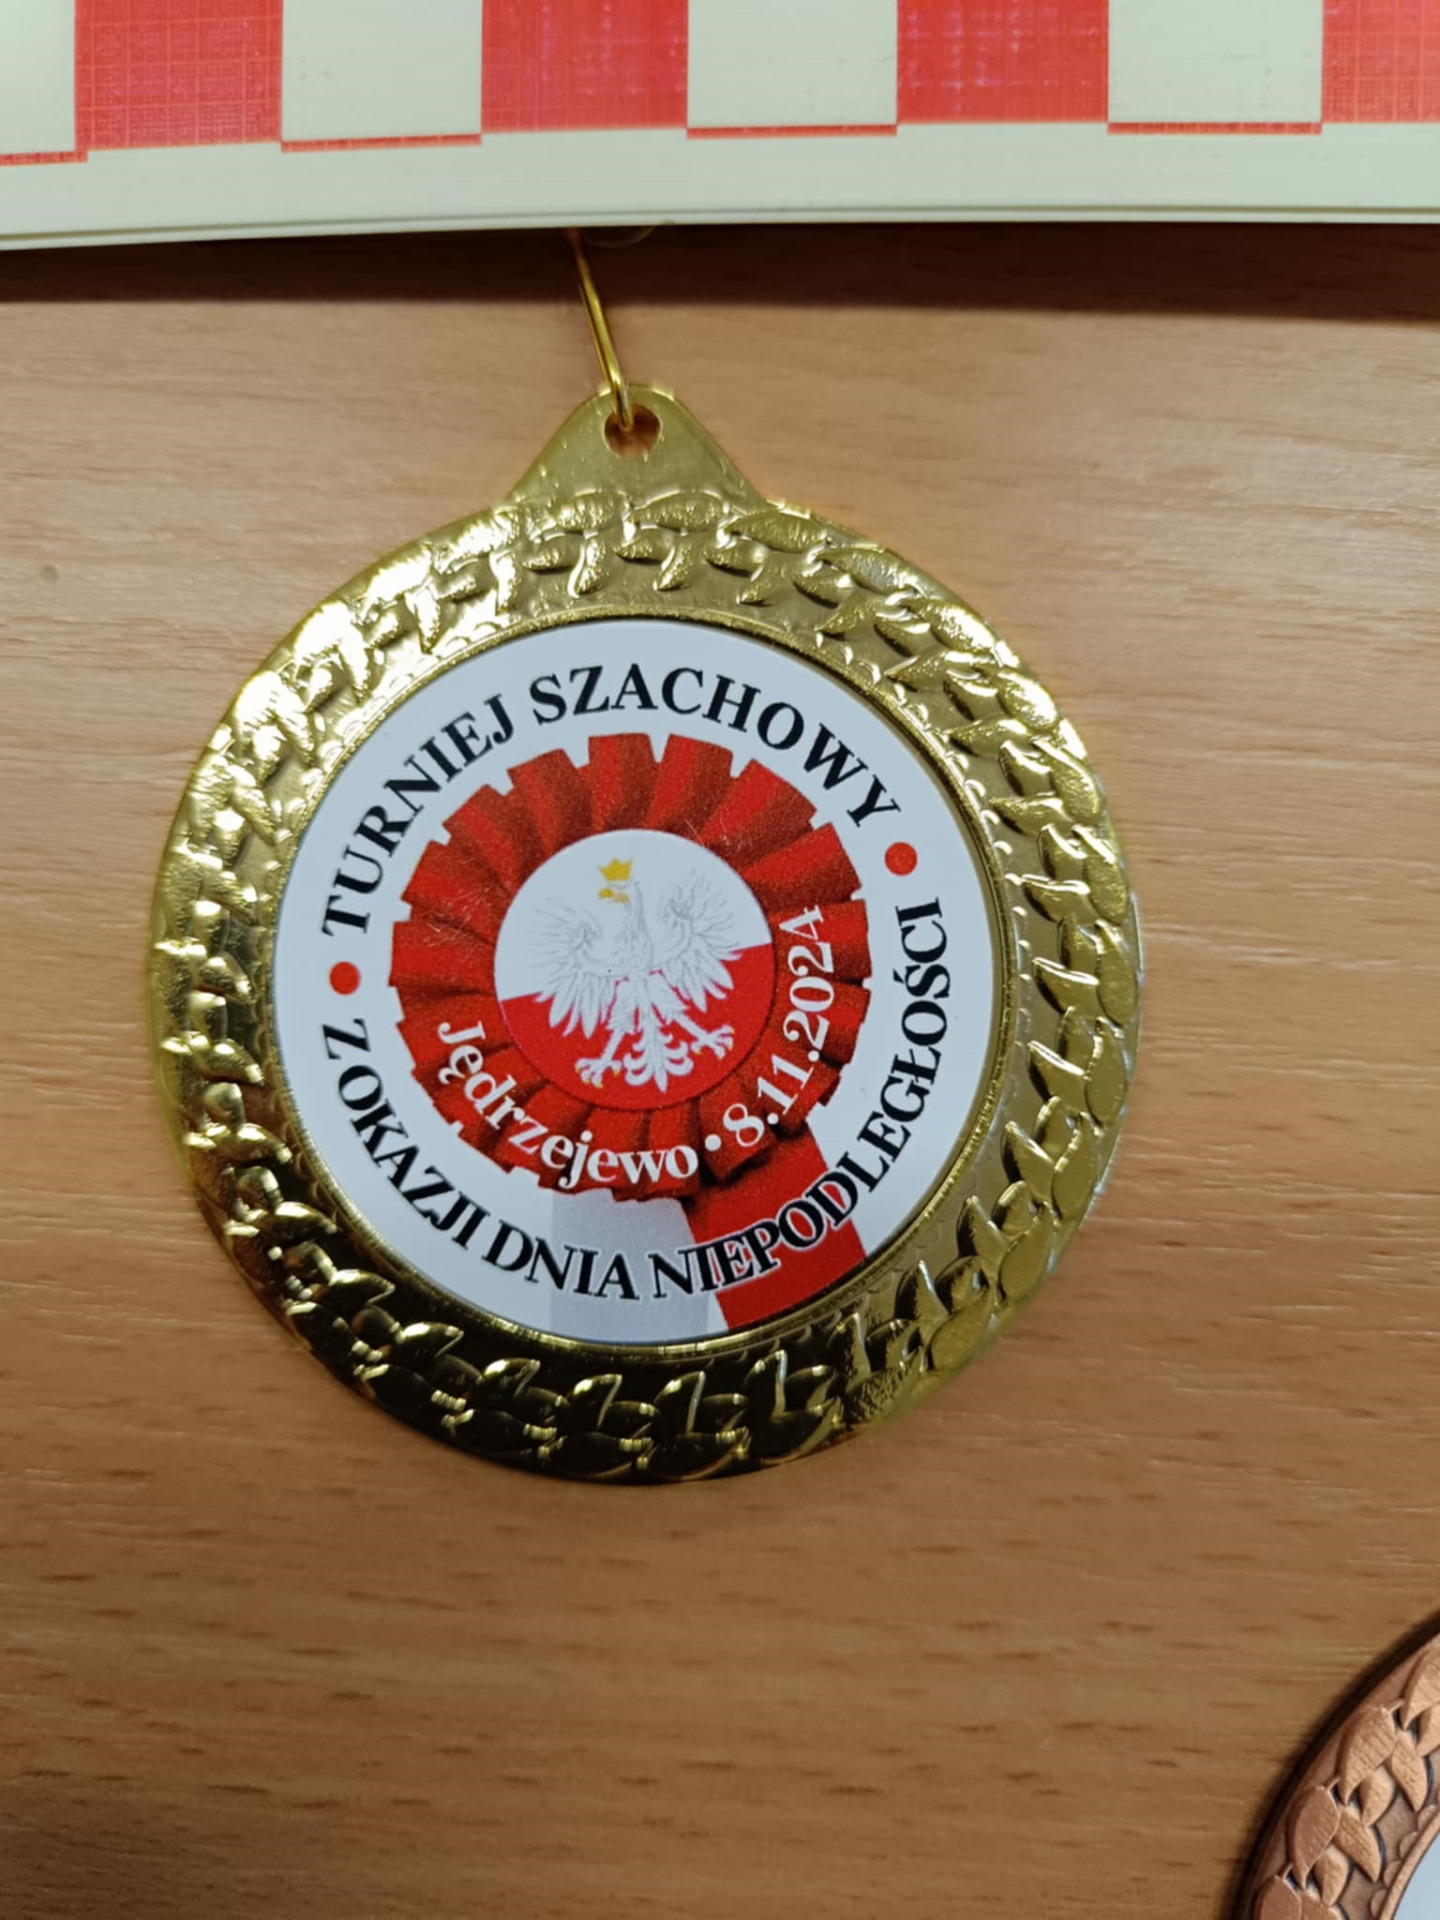 • TURNIEJ SZACHOWY •
Z OKAZJI DNIA NIEPODLEGŁOŚCI
Jędrzejewo • 8.11.2024